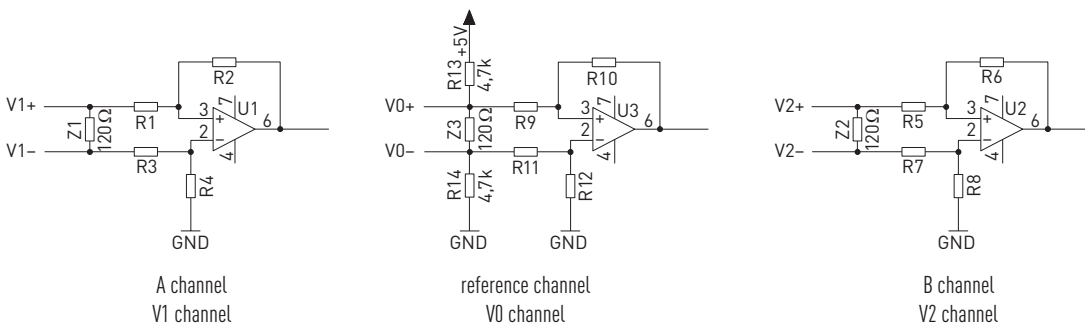 V1+
V1–
Z1
120 Ω
R1
R2
R3
R4
3
2
7
4
6
U1
+
–
GND
A channel
V1 channel
+5V
R13
4,7k
V0+
V0–
Z3
120 Ω
R9
R10
R11
R12
R14
4,7k
3
2
7
4
6
U3
+
–
GND
GND
reference channel
V0 channel
V2+
V2–
Z2
120 Ω
R5
R6
R7
R8
3
2
7
4
6
U2
+
–
GND
B channel
V2 channel